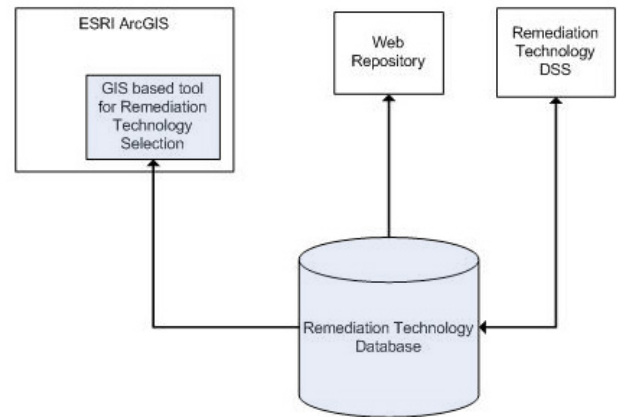 ESRI ArcGIS
GIS based tool
for Remediation
Technology
Selection
Web
Repository
Remediation
Technology
DSS
Remediation Technology
Database